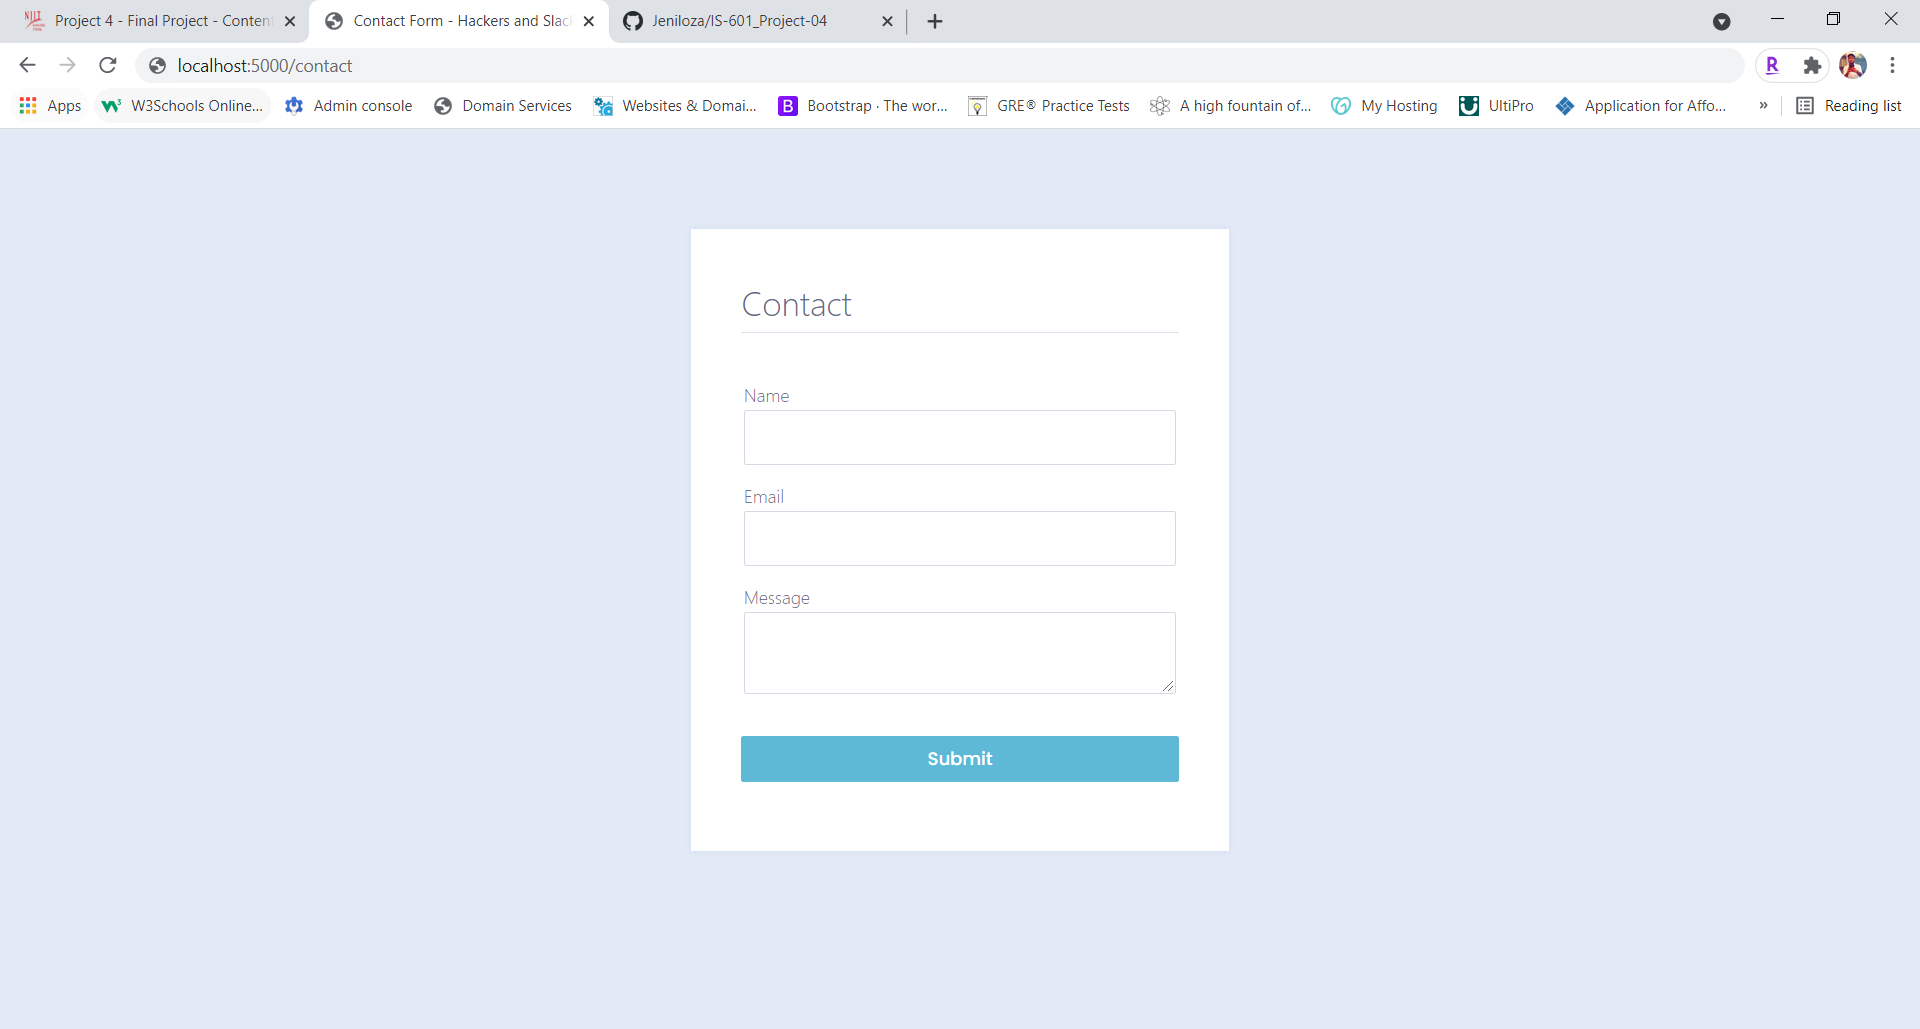 Project 4 - Final Project - Content
Contact Form - Hackers and Slac
Jeniloza/IS-601_Project-04
localhost:5000/contact
Apps
W3Schools Online...
Admin console
Domain Services
Websites & Domai...
Bootstrap · The wor...
GRE® Practice Tests
A high fountain of...
My Hosting
UltiPro
Application for Affo...
»
Reading list
Contact
Name
Email
Message
Submit